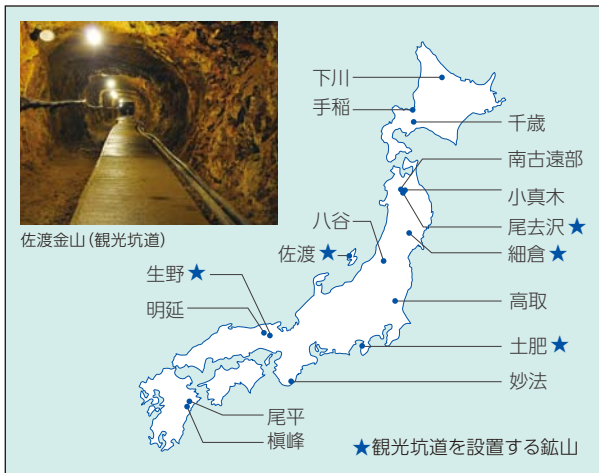 佐渡金山(観光坑道)
下川
手稲
千歳
南古遠部
小真木
尾去沢★
細倉★
八谷
佐渡★
生野★
明延
高取
土肥★
妙法
尾平
槇峰
★観光坑道を設置する鉱山